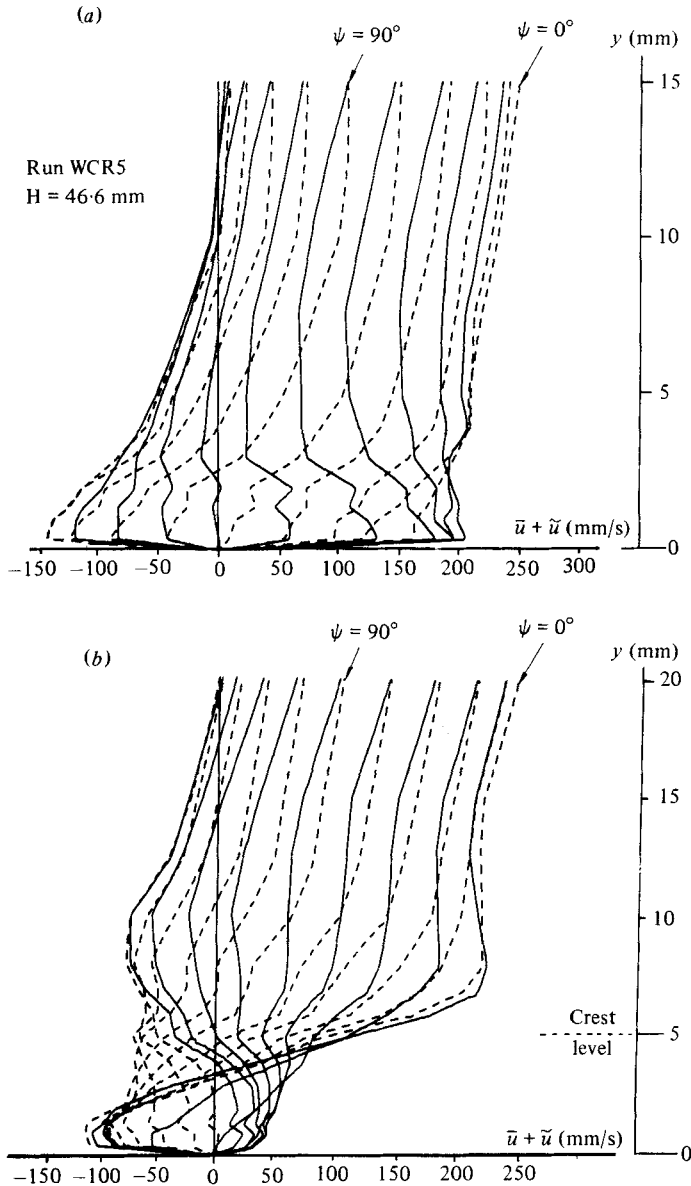 (a)
ψ = 90°
ψ = 0°
y (mm)
15
Run WCR5
H = 46·6 mm
10
5
ū + ũ (mm/s)
0
−150 −100 −50 0 50 100 150 200 250 300
(b)
ψ = 90°
ψ = 0°
y (mm)
20
15
10
Crest
level
5
ū + ũ (mm/s)
0
−150 −100 −50 0 50 100 150 200 250